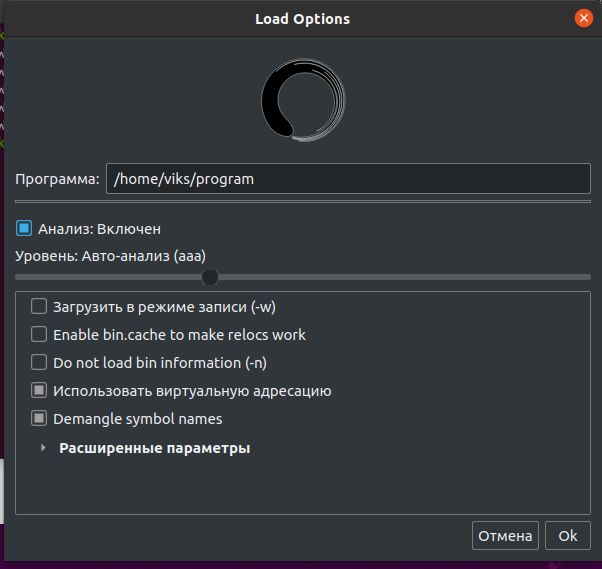 Load Options
Программа: /home/viks/program
Анализ: Включен
Уровень: Авто-анализ (aaa)
Загрузить в режиме записи (-w)
Enable bin.cache to make relocs work
Do not load bin information (-n)
Использовать виртуальную адресацию
Demangle symbol names
Расширенные параметры
Отмена Ok